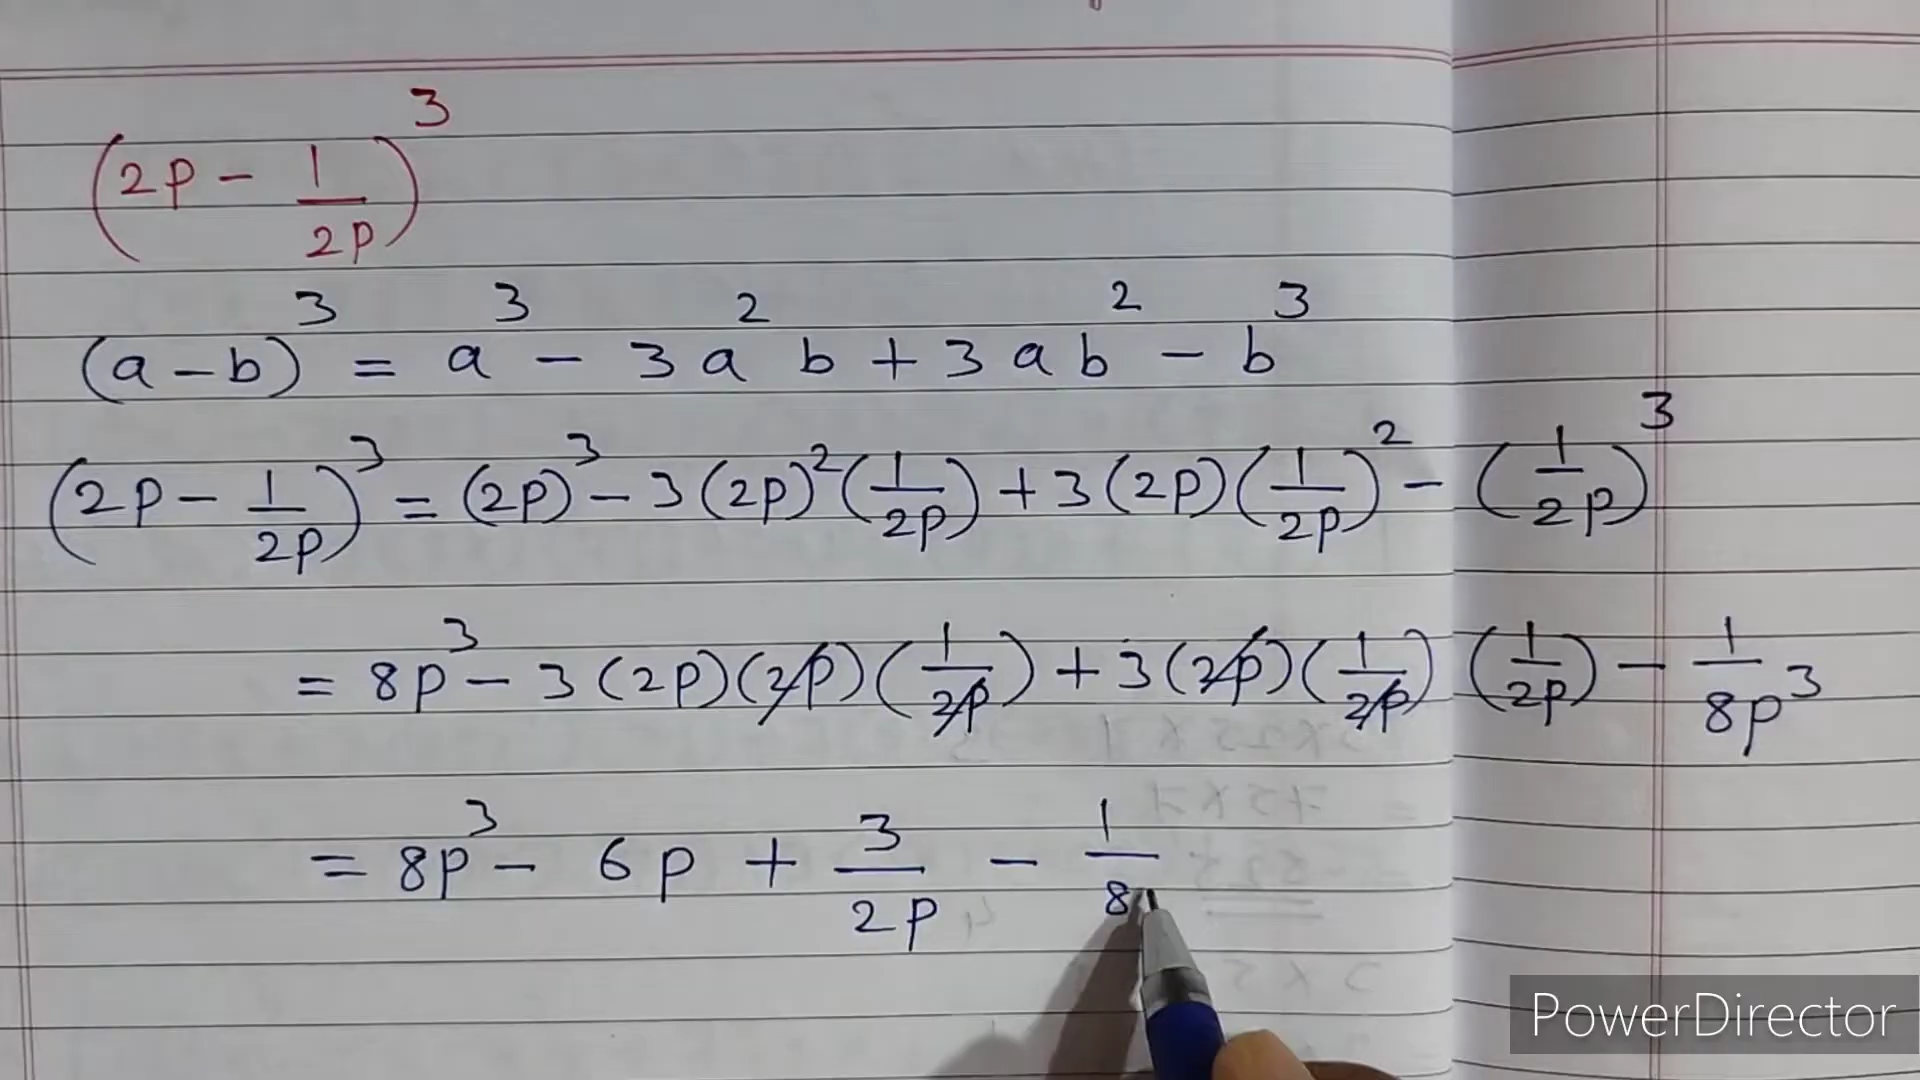 (2p - 1/2p)³
(a - b)³ = a³ - 3a²b + 3ab² - b³
(2p - 1/2p)³ = (2p)³ - 3(2p)²(1/2p) + 3(2p)(1/2p)² - (1/2p)³
= 8p³ - 3(2p)(2p)(1/2p) + 3(2p)(1/2p)(1/2p) - 1/8p³
= 8p³ - 6p + 3/2p - 1/8
PowerDirector